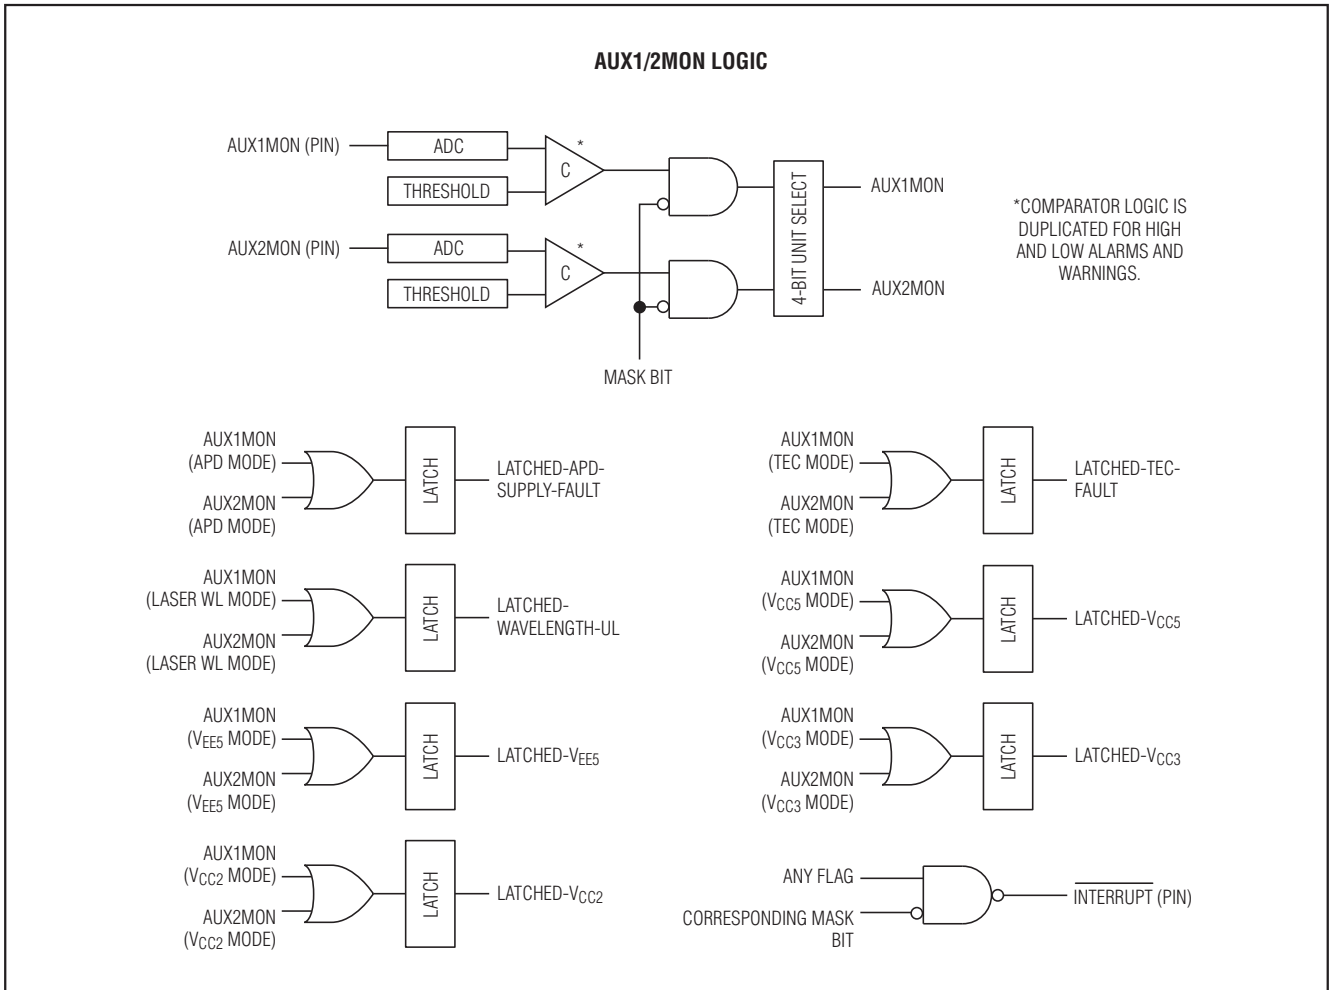 AUX1/2MON LOGIC
AUX1MON (PIN)
ADC
THRESHOLD
C
*
AUX2MON (PIN)
ADC
THRESHOLD
C
*
MASK BIT
4-BIT UNIT SELECT
AUX1MON
AUX2MON
*COMPARATOR LOGIC IS
DUPLICATED FOR HIGH
AND LOW ALARMS AND
WARNINGS.
AUX1MON
(APD MODE)
AUX2MON
(APD MODE)
LATCH
LATCHED-APD-
SUPPLY-FAULT
AUX1MON
(TEC MODE)
AUX2MON
(TEC MODE)
LATCH
LATCHED-TEC-
FAULT
AUX1MON
(LASER WL MODE)
AUX2MON
(LASER WL MODE)
LATCH
LATCHED-
WAVELENGTH-UL
AUX1MON
(VCC5 MODE)
AUX2MON
(VCC5 MODE)
LATCH
LATCHED-VCC5
AUX1MON
(VEE5 MODE)
AUX2MON
(VEE5 MODE)
LATCH
LATCHED-VEE5
AUX1MON
(VCC3 MODE)
AUX2MON
(VCC3 MODE)
LATCH
LATCHED-VCC3
AUX1MON
(VCC2 MODE)
AUX2MON
(VCC2 MODE)
LATCH
LATCHED-VCC2
ANY FLAG
CORRESPONDING MASK
BIT
INTERRUPT (PIN)